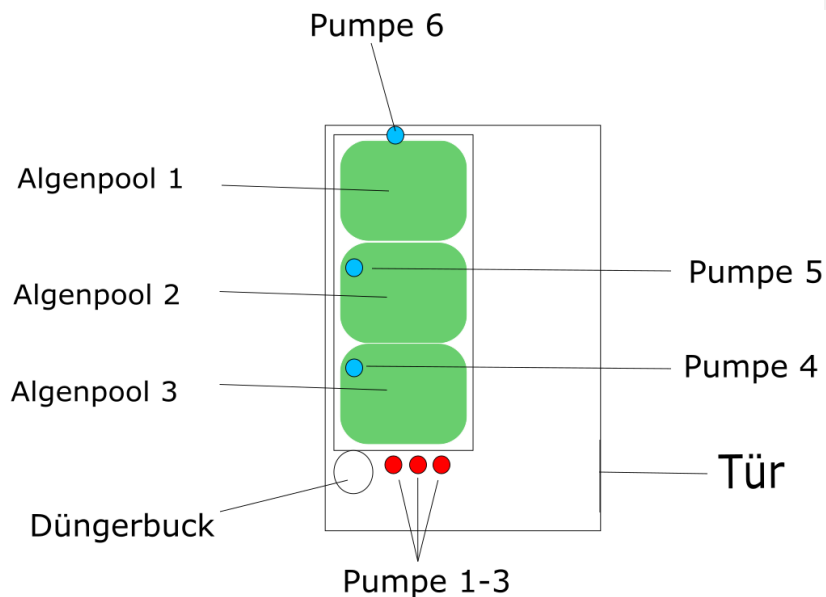 Pumpe 6
Algenpool 1
Pumpe 5
Algenpool 2
Pumpe 4
Algenpool 3
Tür
Düngerbuck
Pumpe 1-3